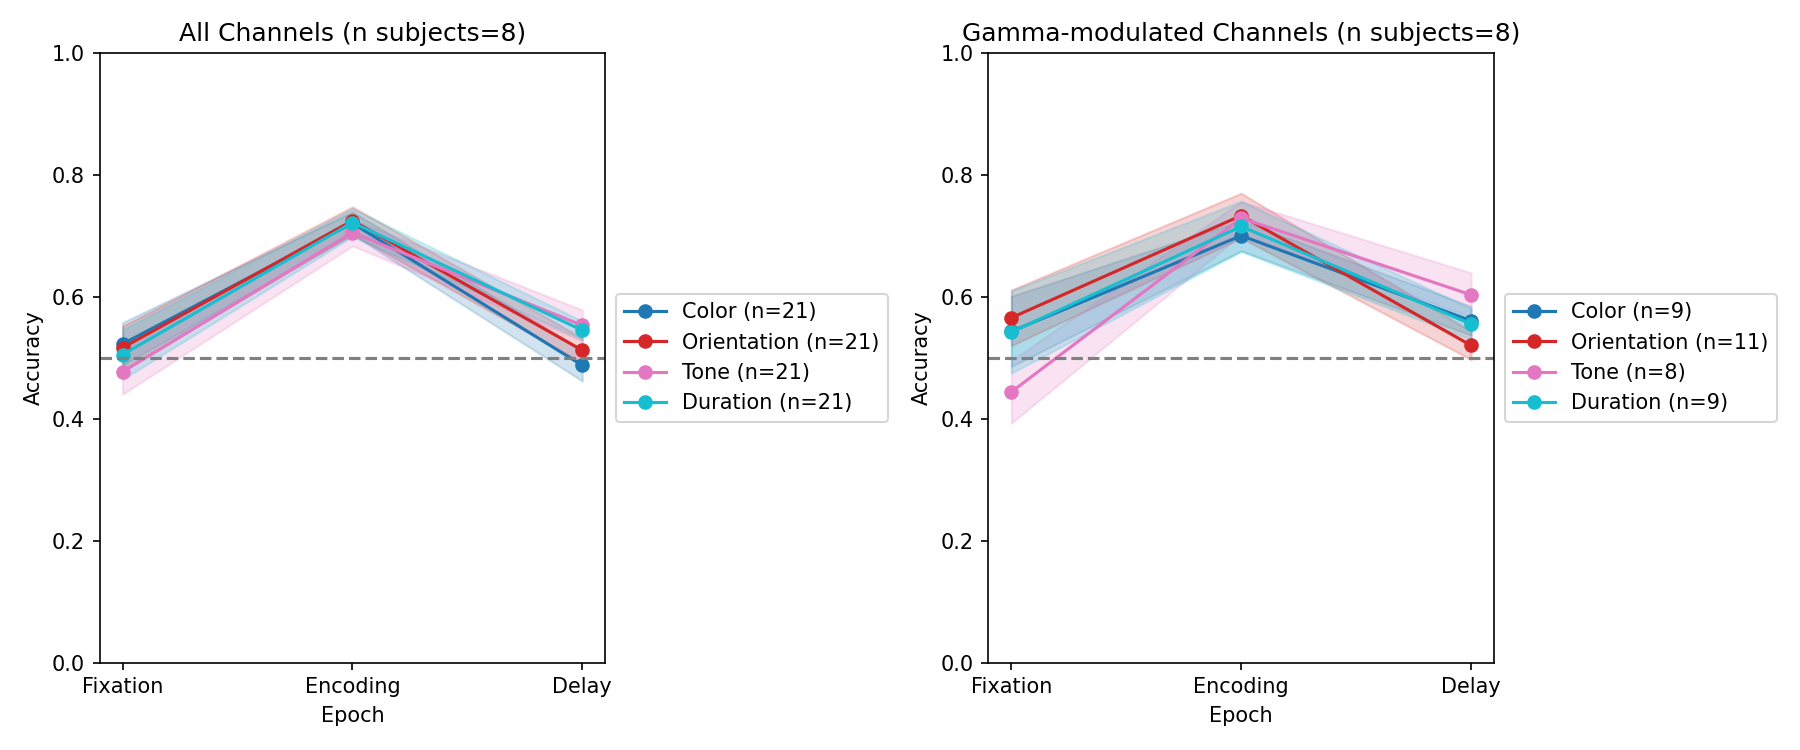 All Channels (n subjects=8)
1.0
0.8
0.6
0.4
0.2
0.0
Accuracy
Fixation
Encoding
Delay
Epoch
Color (n=21)
Orientation (n=21)
Tone (n=21)
Duration (n=21)
Gamma-modulated Channels (n subjects=8)
1.0
0.8
0.6
0.4
0.2
0.0
Accuracy
Fixation
Encoding
Delay
Epoch
Color (n=9)
Orientation (n=11)
Tone (n=8)
Duration (n=9)